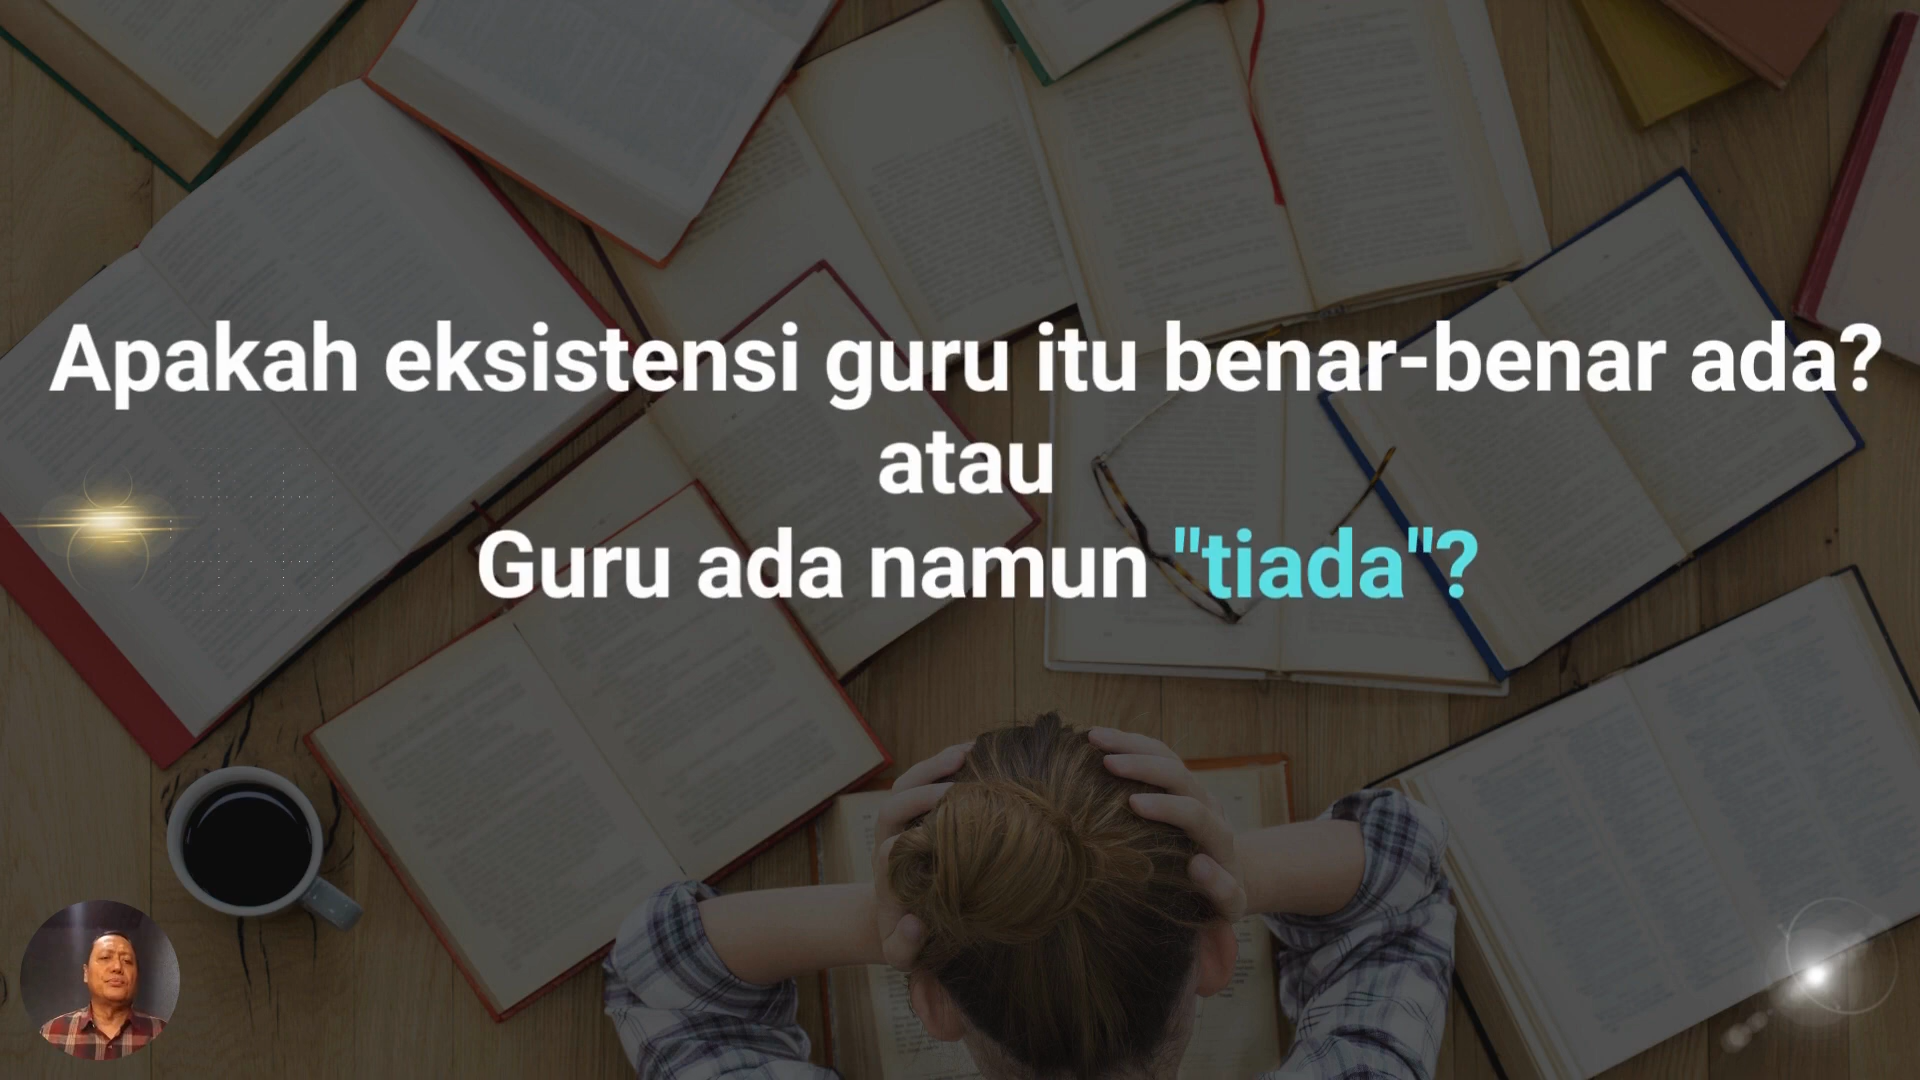 Apakah eksistensi guru itu benar-benar ada?
atau
Guru ada namun "tiada"?